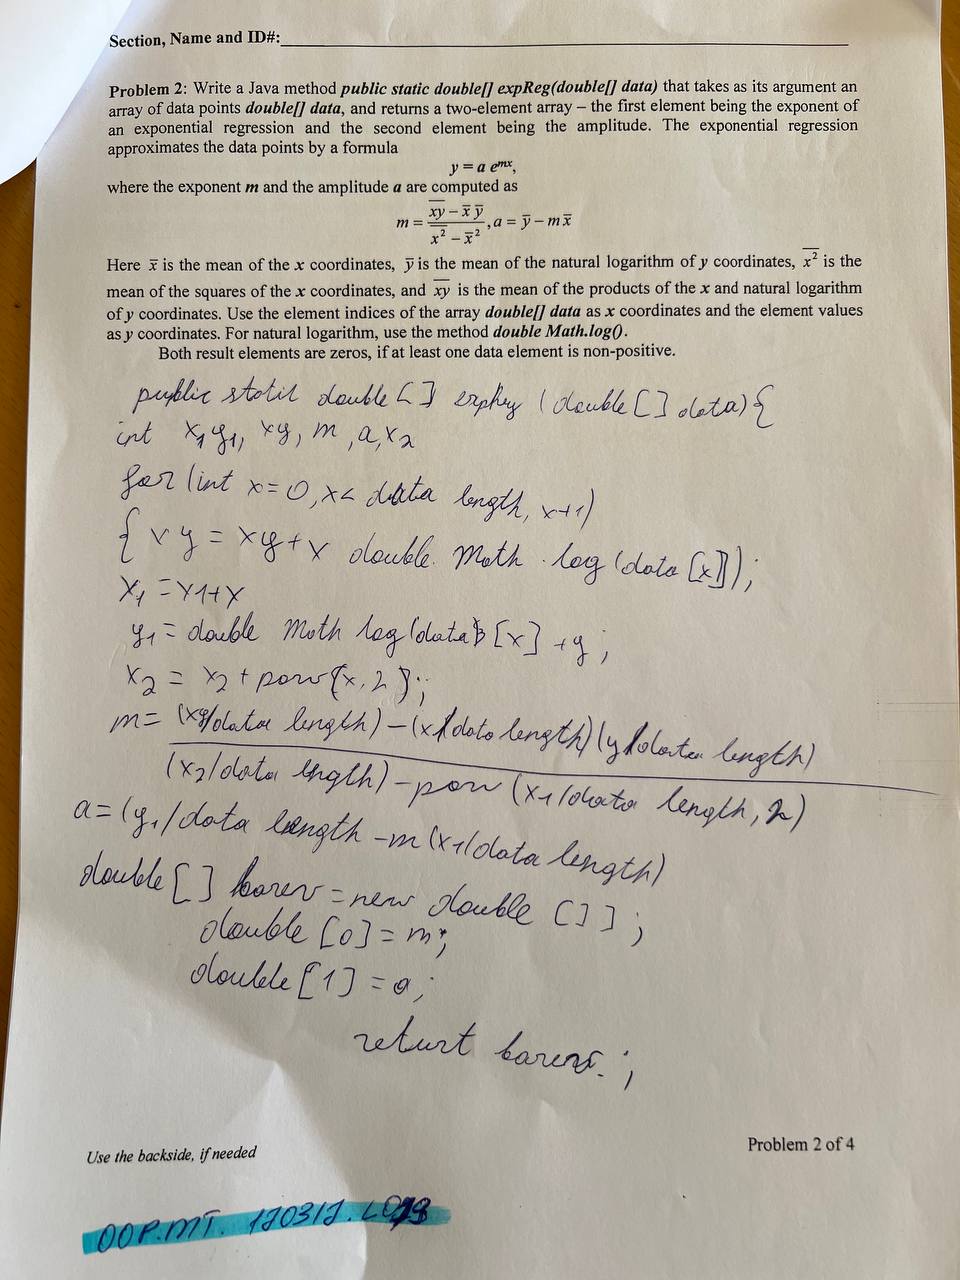 Section, Name and ID#:
Problem 2: Write a Java method public static double[] expReg(double[] data) that takes as its argument an
array of data points double[] data, and returns a two-element array – the first element being the exponent of
an exponential regression and the second element being the amplitude. The exponential regression
approximates the data points by a formula
y = a e^{mx},
where the exponent m and the amplitude a are computed as
m = \frac{\overline{xy} - \bar{x} \bar{y}}{\overline{x^2} - \bar{x}^2}, a = \bar{y} - m\bar{x}
Here \bar{x} is the mean of the x coordinates, \bar{y} is the mean of the natural logarithm of y coordinates, \overline{x^2} is the
mean of the squares of the x coordinates, and \overline{xy} is the mean of the products of the x and natural logarithm
of y coordinates. Use the element indices of the array double[] data as x coordinates and the element values
as y coordinates. For natural logarithm, use the method double Math.log().
Both result elements are zeros, if at least one data element is non-positive.
public static double [] (double [] data) {
int x1 y1, xy, m, a, x2
for (int x=0, x< data length, x+1)
{ xy = xy+x double. Math . log (data [x]);
x1 = x1+x
y1 = double Math log (data) [x] + y;
x2 = x2 + pow(x, 2);
m= (xy/data length) - (x1/data length) (y1/data length)
(x2/data length) - pow (x1/data length, 2)
a = (y1/data length - m (x1/data length)
double [] = new double [];
double [0] = m;
double [1] = a;
return ;
Use the backside, if needed
Problem 2 of 4
OOP.MT.